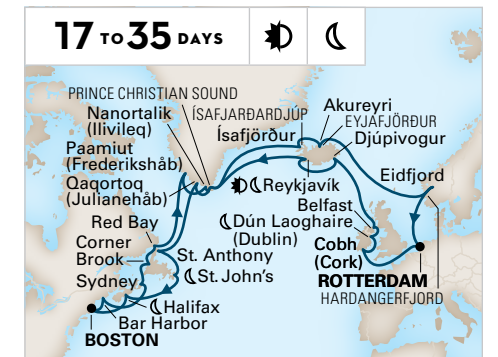 17 TO 35 DAYS
PRINCE CHRISTIAN SOUND
Nanortalik
(Ilivileq)
ÍSAFJARÐARDJÚP
Akureyri
EYJAFJÖRÐUR
Paamiut
(Frederikshåb)
Ísafjörður
Djúpivogur
Qaqortoq
(Julianehåb)
Reykjavík
Eidfjord
Belfast
Red Bay
Dún Laoghaire
(Dublin)
Corner
Brook
St. Anthony
Cobh
(Cork)
Sydney
St. John's
ROTTERDAM
HARDANGERFJORD
Halifax
Bar Harbor
BOSTON